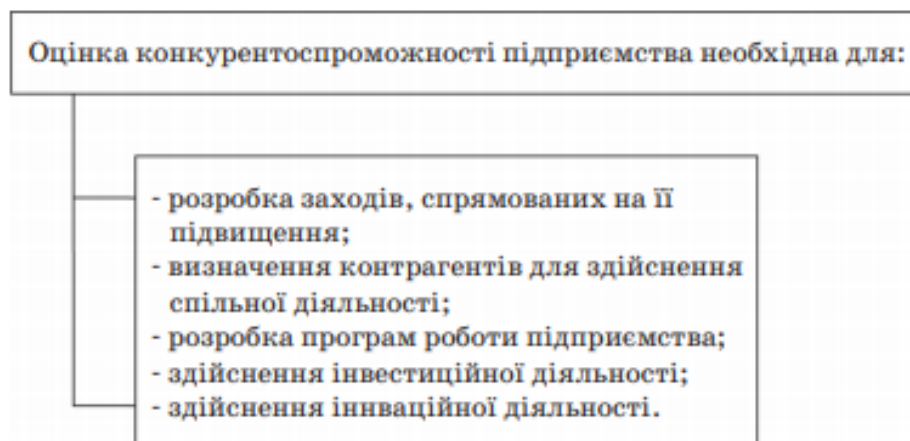 Оцінка конкурентоспроможності підприємства необхідна для:
- розробка заходів, спрямованих на її
підвищення;
- визначення контрагентів для здійснення
спільної діяльності;
- розробка програм роботи підприємства;
- здійснення інвестиційної діяльності;
- здійснення іннваційної діяльності.